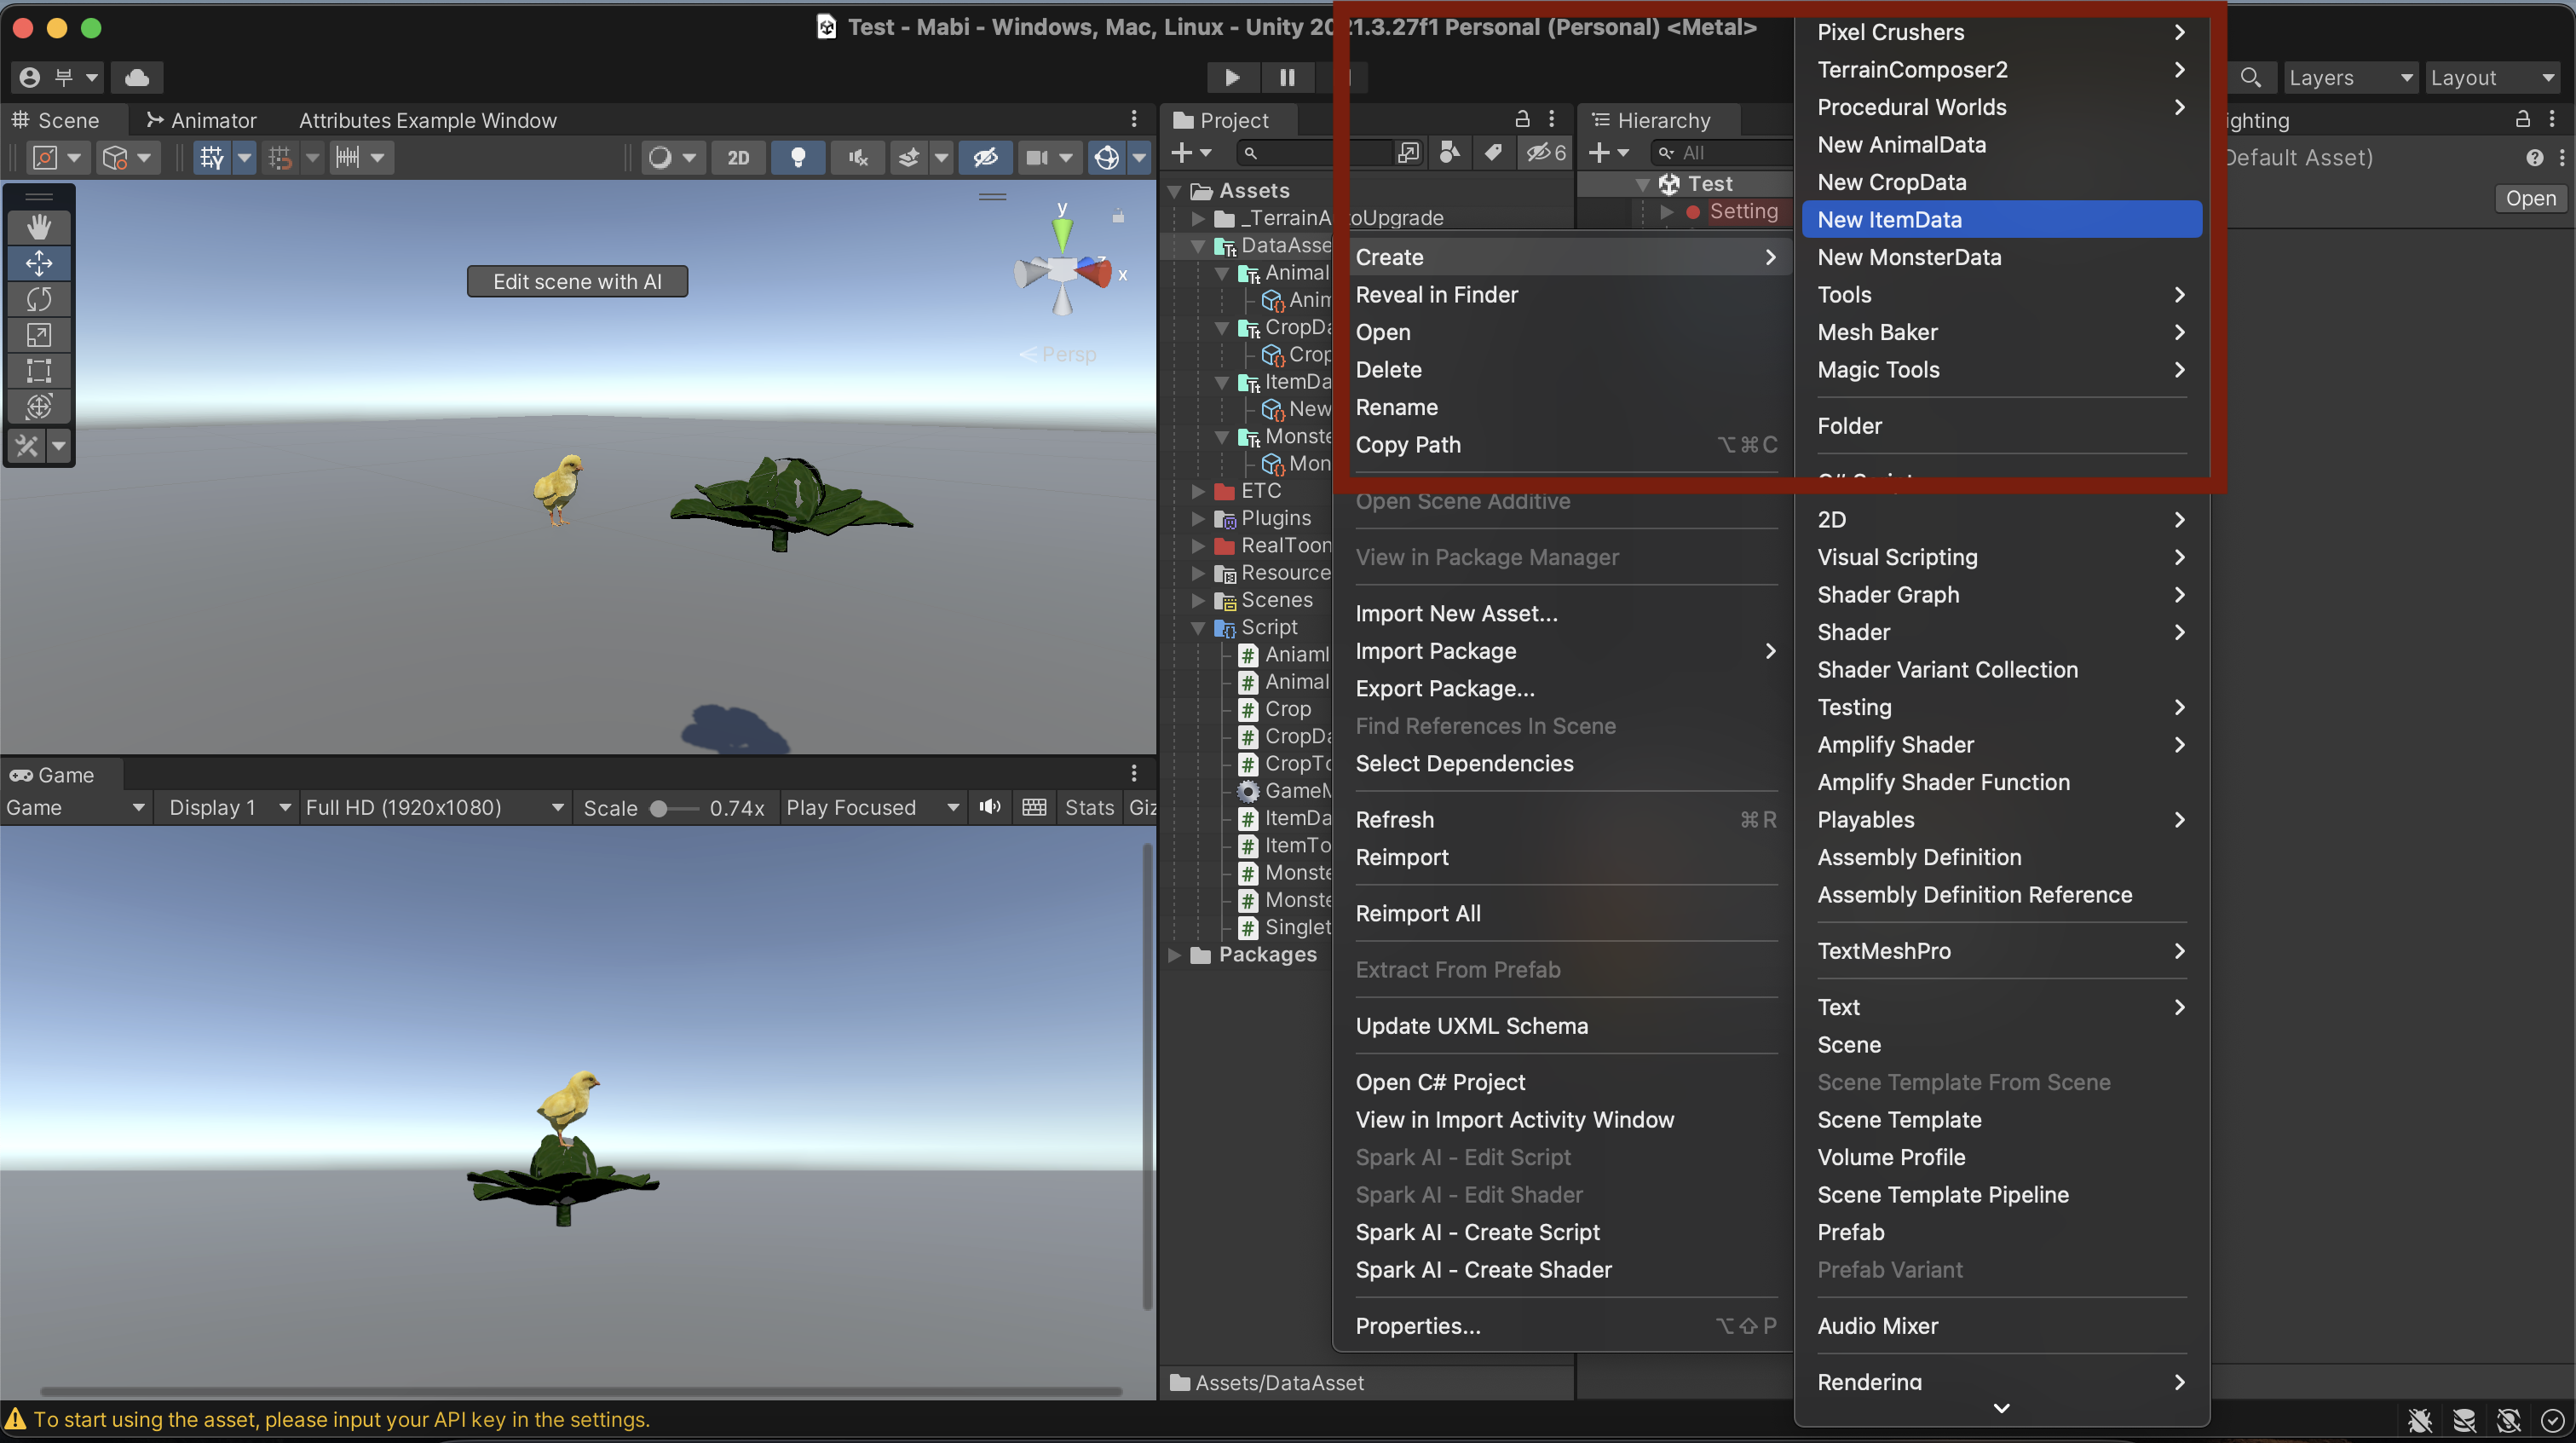 Test - Mabi - Windows, Mac, Linux - Unity 2021.3.27f1 Personal (Personal) <Metal>
부
Layers
Layout
Scene
Animator
Attributes Example Window
2D
Edit scene with AI
y
x
z
Persp
Project
6
Assets
_TerrainAutoUpgrade
DataAsse
Animal
Anim
CropDa
Crop
ItemDa
New
Monste
Mon
ETC
Plugins
RealToon
Resource
Scenes
Script
Aniaml
Animal
Crop
CropDa
CropTo
GameM
ItemDa
ItemTo
Monste
Monste
Singlet
Packages
Assets/DataAsset
Hierarchy
All
Test
Setting
Create
Reveal in Finder
Open
Delete
Rename
Copy Path ⌥⌘C
Open Scene Additive
View in Package Manager
Import New Asset...
Import Package
Export Package...
Find References In Scene
Select Dependencies
Refresh ⌘R
Reimport
Reimport All
Extract From Prefab
Update UXML Schema
Open C# Project
View in Import Activity Window
Spark AI - Edit Script
Spark AI - Edit Shader
Spark AI - Create Script
Spark AI - Create Shader
Properties... ⌥⇧P
Pixel Crushers
TerrainComposer2
Procedural Worlds
New AnimalData
New CropData
New ItemData
New MonsterData
Tools
Mesh Baker
Magic Tools
Folder
C# Script
2D
Visual Scripting
Shader Graph
Shader
Shader Variant Collection
Testing
Amplify Shader
Amplify Shader Function
Playables
Assembly Definition
Assembly Definition Reference
TextMeshPro
Text
Scene
Scene Template From Scene
Scene Template
Volume Profile
Scene Template Pipeline
Prefab
Prefab Variant
Audio Mixer
Rendering
ighting
Default Asset)
Open
Game
Game
Display 1
Full HD (1920x1080)
Scale
0.74x
Play Focused
Stats
Giz
To start using the asset, please input your API key in the settings.